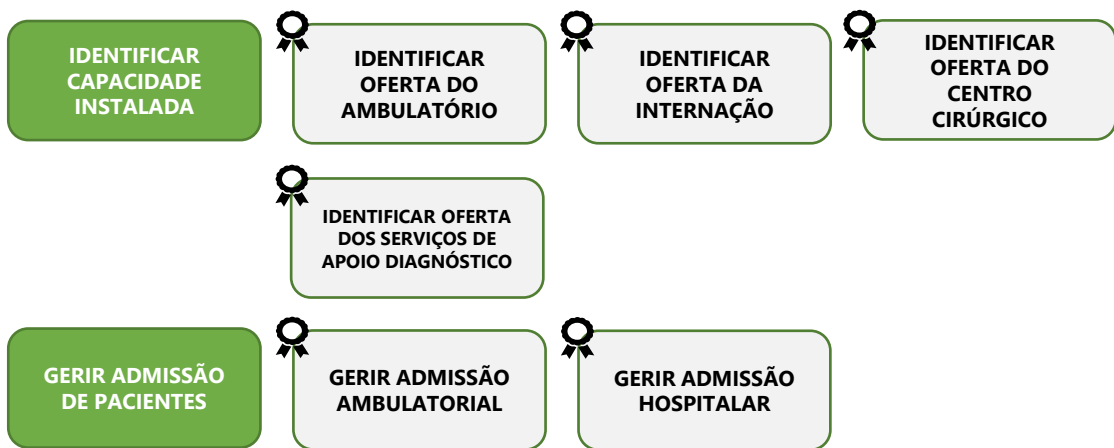 IDENTIFICAR
CAPACIDADE
INSTALADA
IDENTIFICAR
OFERTA DO
AMBULATÓRIO
IDENTIFICAR
OFERTA DA
INTERNAÇÃO
IDENTIFICAR
OFERTA DO
CENTRO
CIRÚRGICO
IDENTIFICAR OFERTA
DOS SERVIÇOS DE
APOIO DIAGNÓSTICO
GERIR ADMISSÃO
DE PACIENTES
GERIR ADMISSÃO
AMBULATORIAL
GERIR ADMISSÃO
HOSPITALAR